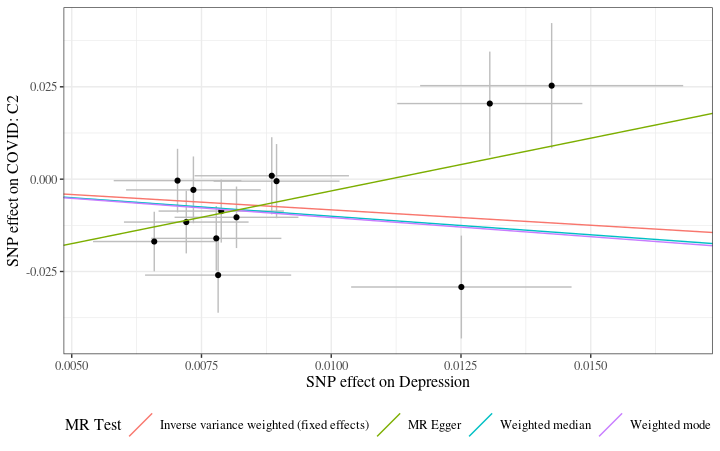 SNP effect on COVID: C2
0.025
0.000
-0.025
0.0050 0.0075 0.0100 0.0125 0.0150
SNP effect on Depression
MR Test Inverse variance weighted (fixed effects) MR Egger Weighted median Weighted mode